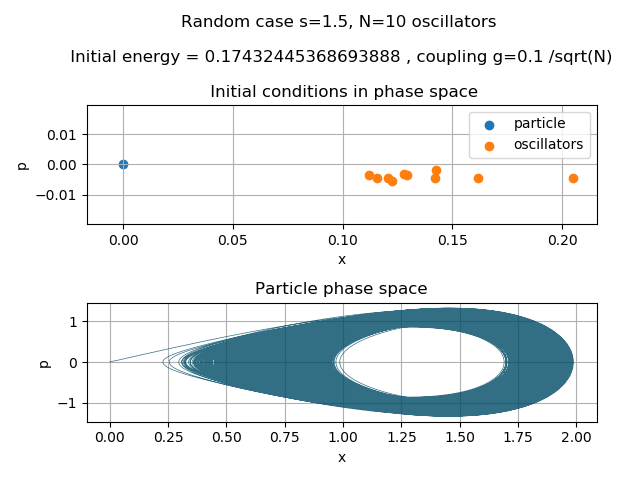 Random case s=1.5, N=10 oscillators
Initial energy = 0.17432445368693888 , coupling g=0.1 /sqrt(N)
Initial conditions in phase space
particle
oscillators
0.01
0.00
−0.01
p
0.00 0.05 0.10 0.15 0.20
x
Particle phase space
1
0
−1
p
0.00 0.25 0.50 0.75 1.00 1.25 1.50 1.75 2.00
x